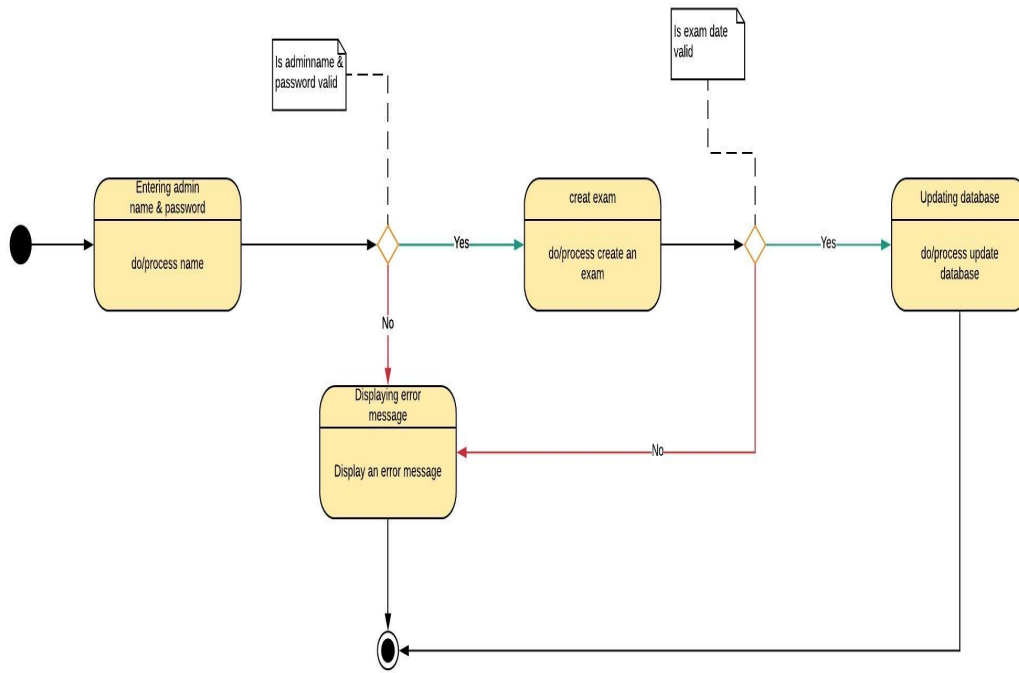 Is adminname &
password valid
Is exam date
valid
Entering admin
name & password
do/process name
Yes
creat exam
do/process create an
exam
Yes
Updating database
do/process update
database
No
Displaying error
message
Display an error message
No